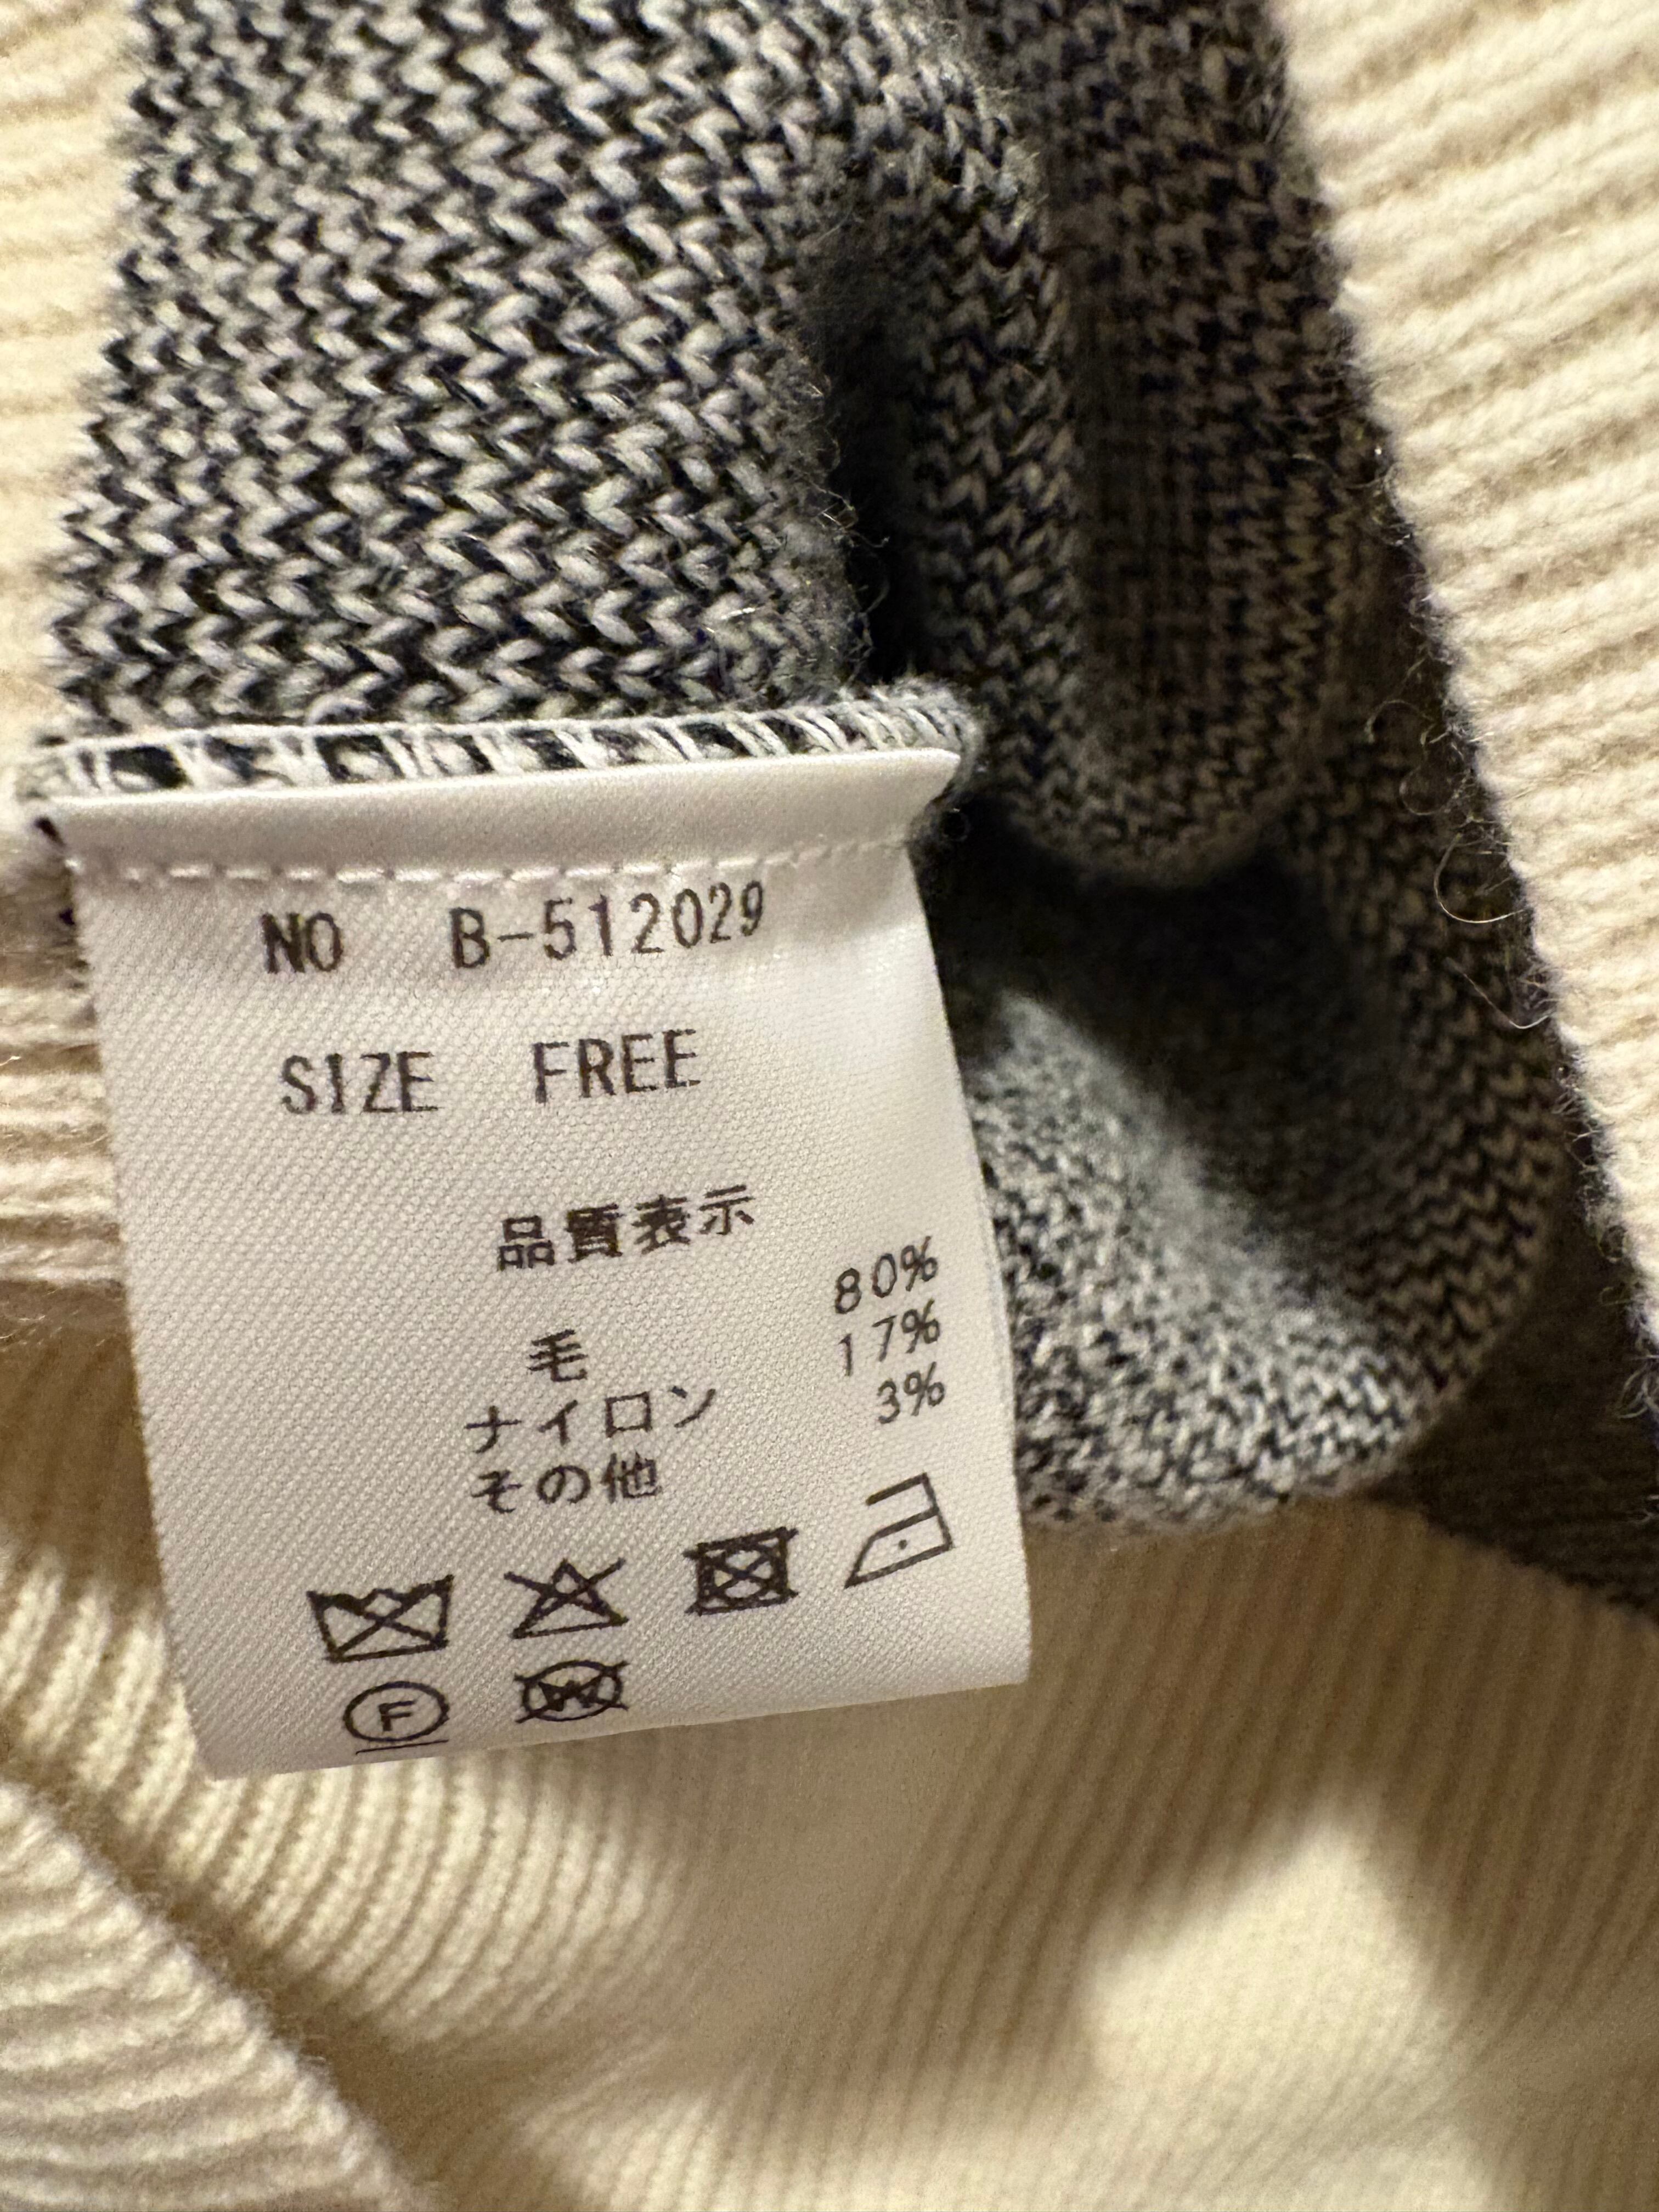 NO B-512029
SIZE FREE
品質表示
毛 80%
ナイロン 17%
その他 3%
F W